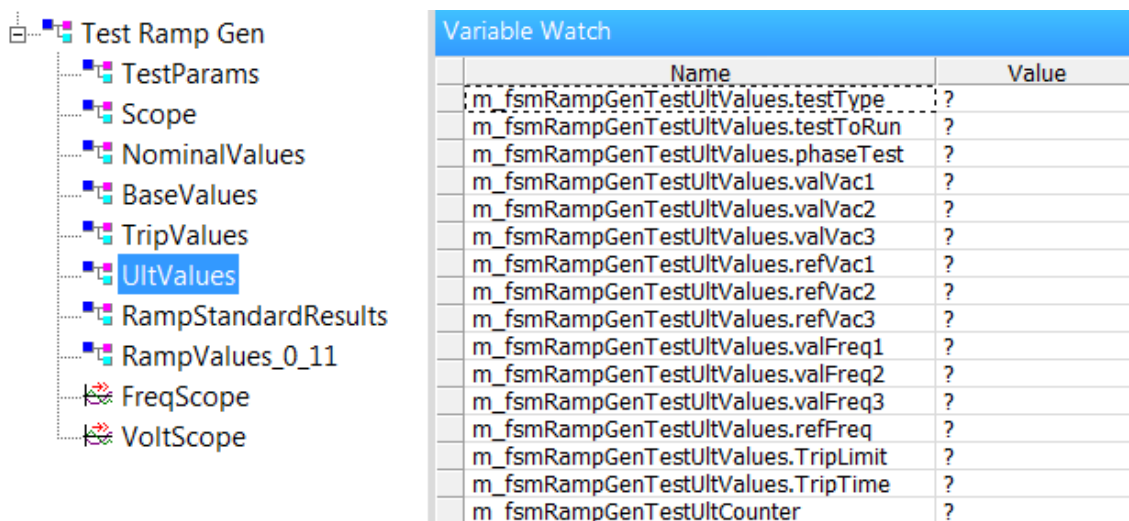 Test Ramp Gen
TestParams
Scope
NominalValues
BaseValues
TripValues
UltValues
RampStandardResults
RampValues_0_11
FreqScope
VoltScope
Variable Watch
Name Value
m_fsmRampGenTestUltValues.testType ?
m_fsmRampGenTestUltValues.testToRun ?
m_fsmRampGenTestUltValues.phaseTest ?
m_fsmRampGenTestUltValues.valVac1 ?
m_fsmRampGenTestUltValues.valVac2 ?
m_fsmRampGenTestUltValues.valVac3 ?
m_fsmRampGenTestUltValues.refVac1 ?
m_fsmRampGenTestUltValues.refVac2 ?
m_fsmRampGenTestUltValues.refVac3 ?
m_fsmRampGenTestUltValues.valFreq1 ?
m_fsmRampGenTestUltValues.valFreq2 ?
m_fsmRampGenTestUltValues.valFreq3 ?
m_fsmRampGenTestUltValues.refFreq ?
m_fsmRampGenTestUltValues.TripLimit ?
m_fsmRampGenTestUltValues.TripTime ?
m_fsmRampGenTestUltCounter ?